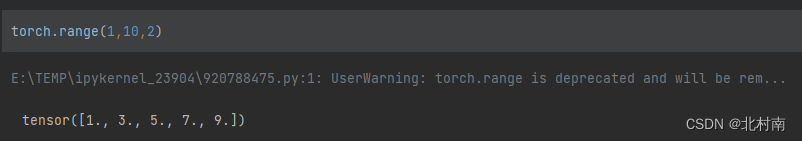 torch.range(1,10,2)
E:\TEMP\ipykernel_23904\920788475.py:1: UserWarning: torch.range is deprecated and will be rem...
tensor([1., 3., 5., 7., 9.])
CSDN @北村南